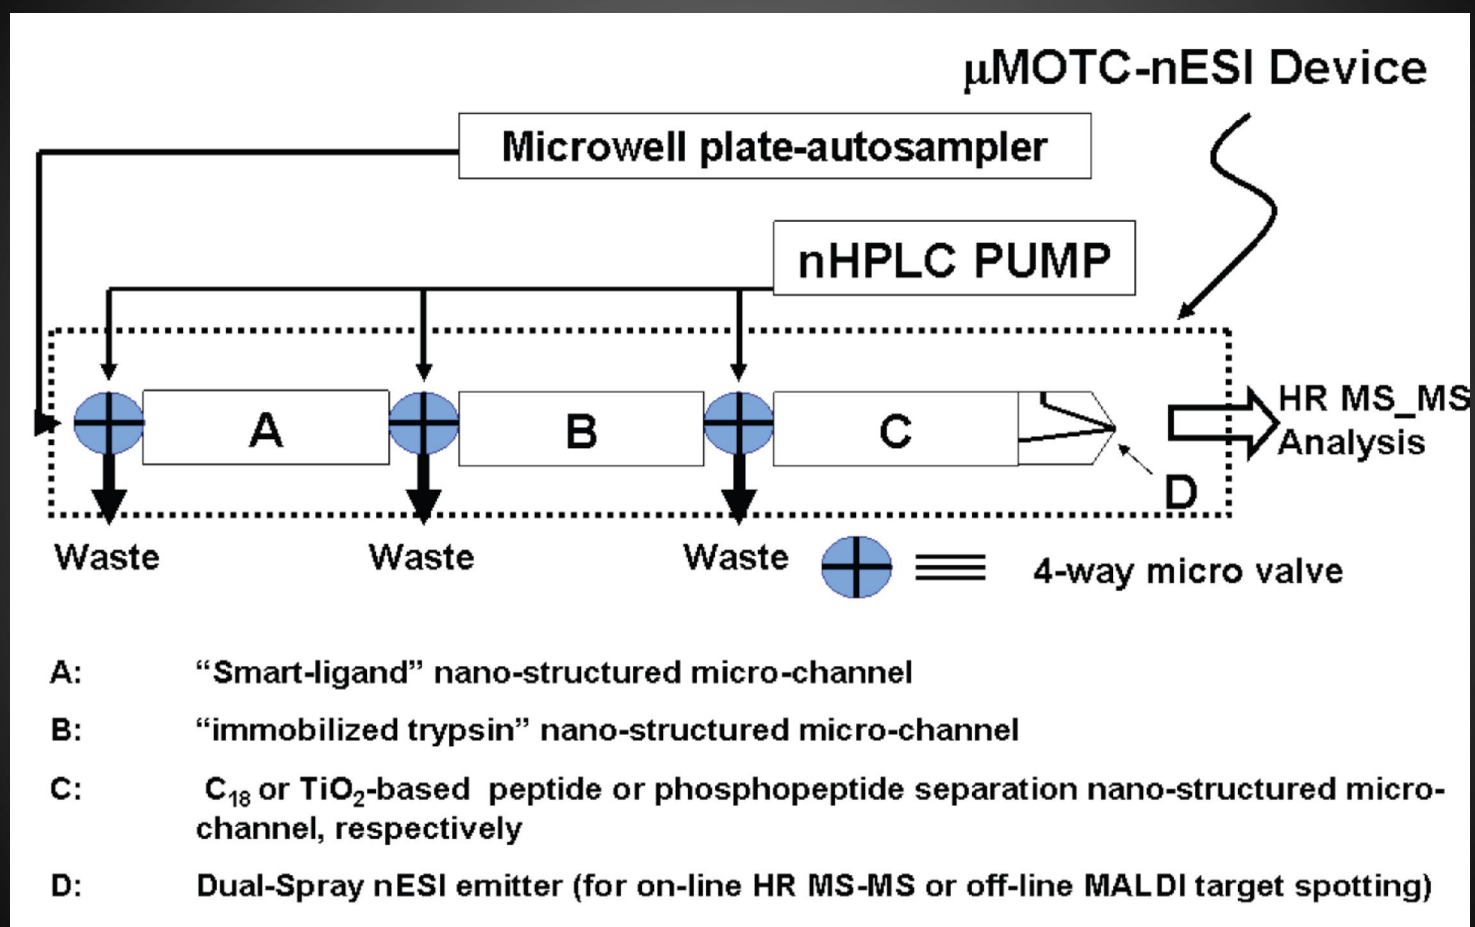 µMOTC-nESI Device
Microwell plate-autosampler
nHPLC PUMP
A
B
C
D
HR MS_MS
Analysis
Waste
Waste
Waste
4-way micro valve
A: “Smart-ligand” nano-structured micro-channel
B: “immobilized trypsin” nano-structured micro-channel
C: C₁₈ or TiO₂-based peptide or phosphopeptide separation nano-structured micro-
channel, respectively
D: Dual-Spray nESI emitter (for on-line HR MS-MS or off-line MALDI target spotting)